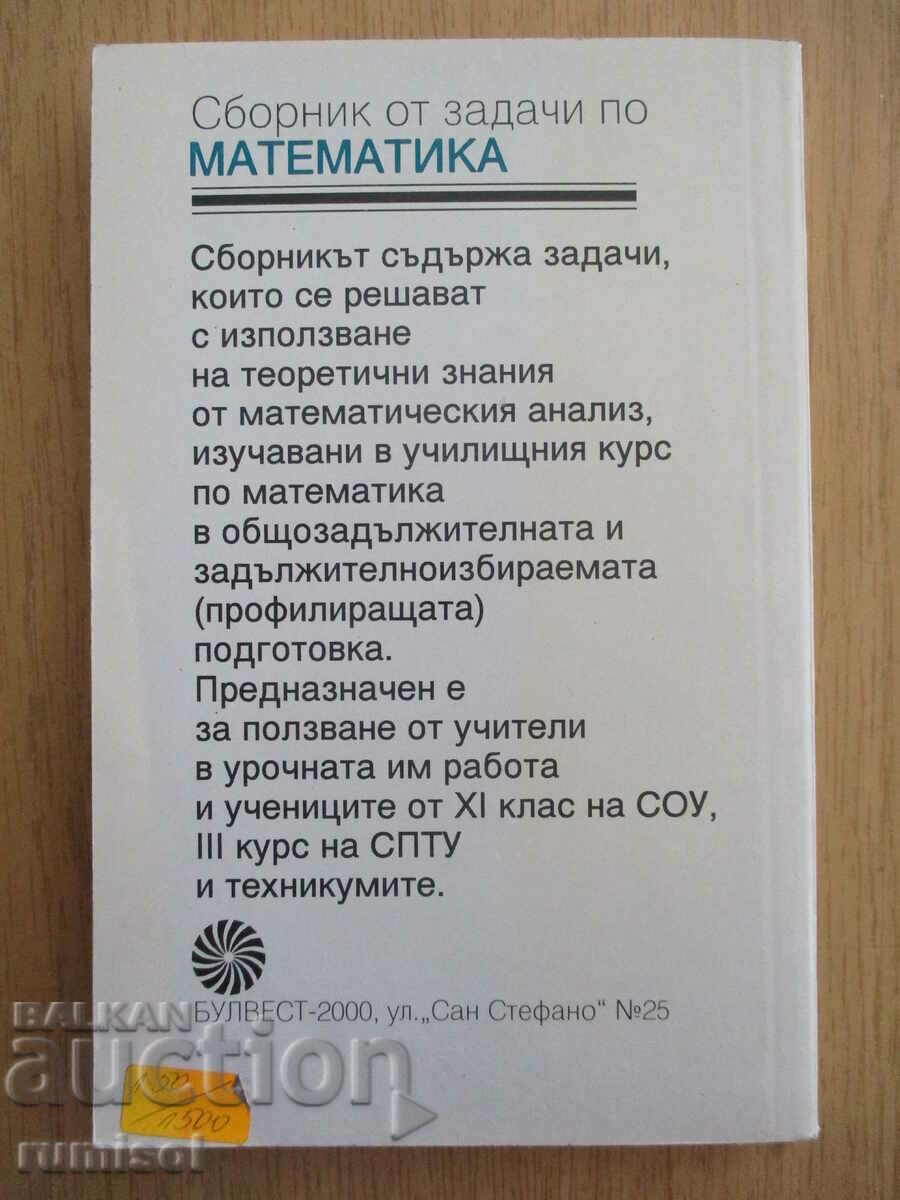 Сборник от задачи по
МАТЕМАТИКА
Сборникът съдържа задачи,
които се решават
с използване
на теоретични знания
от математическия анализ,
изучавани в училищния курс
по математика
в общозадължителната и
задължителноизбираемата
(профилиращата)
подготовка.
Предназначен е
за ползване от учители
в урочната им работа
и учениците от XI клас на СОУ,
III курс на СПТУ
и техникумите.
БУЛВЕСТ-2000, ул.„Сан Стефано“ №25
BALKAN
auction
1500
rumisol